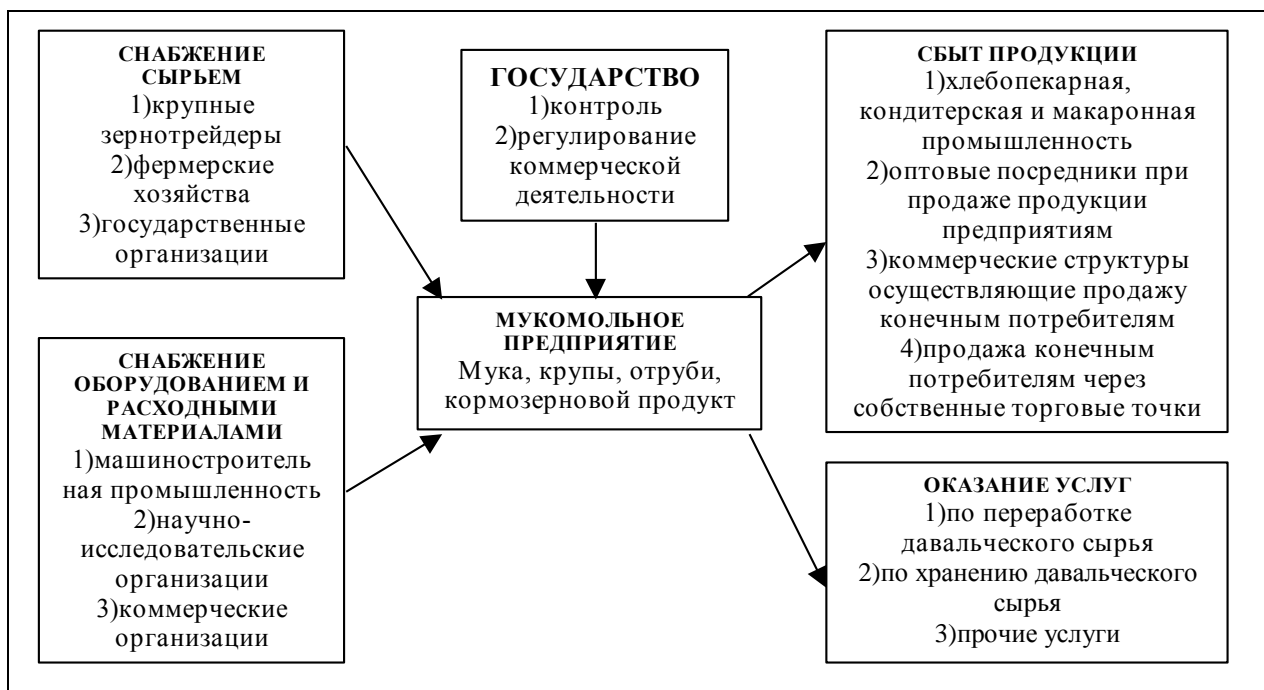 СНАБЖЕНИЕ
СЫРЬЕМ
1)крупные
зернотрейдеры
2)фермерские
хозяйства
3)государственные
организации
ГОСУДАРСТВО
1)контроль
2)регулирование
коммерческой
деятельности
СБЫТ ПРОДУКЦИИ
1)хлебопекарная,
кондитерская и макаронная
промышленность
2)оптовые посредники при
продаже продукции
предприятиям
3)коммерческие структуры
осуществляющие продажу
конечным потребителям
4)продажа конечным
потребителям через
собственные торговые точки
МУКОМОЛЬНОЕ
ПРЕДПРИЯТИЕ
Мука, крупы, отруби,
кормозерновой продукт
СНАБЖЕНИЕ
ОБОРУДОВАНИЕМ И
РАСХОДНЫМИ
МАТЕРИАЛАМИ
1)машиностроитель
ная промышленность
2)научно-
исследовательские
организации
3)коммерческие
организации
ОКАЗАНИЕ УСЛУГ
1)по переработке
давальческого сырья
2)по хранению давальческого
сырья
3)прочие услуги